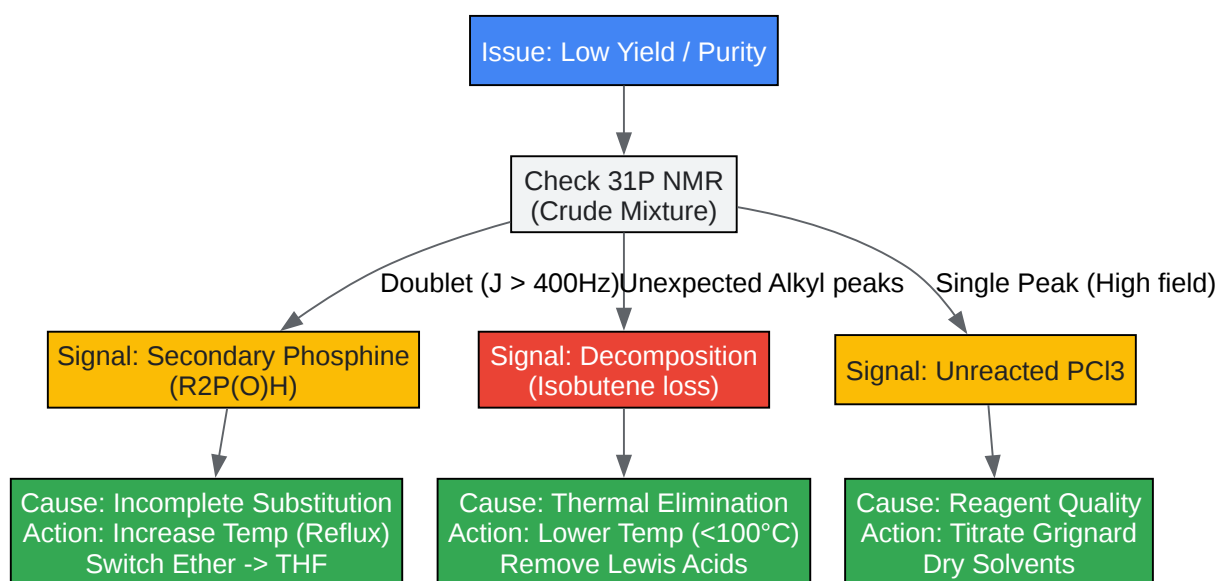 Issue: Low Yield / Purity
Check 31P NMR
(Crude Mixture)
Doublet (J > 400Hz)
Unexpected Alkyl peaks
Single Peak (High field)
Signal: Secondary Phosphine
(R2P(O)H)
Signal: Decomposition
(Isobutene loss)
Signal: Unreacted PCl3
Cause: Incomplete Substitution
Action: Increase Temp (Reflux)
Switch Ether -> THF
Cause: Thermal Elimination
Action: Lower Temp (<100°C)
Remove Lewis Acids
Cause: Reagent Quality
Action: Titrate Grignard
Dry Solvents